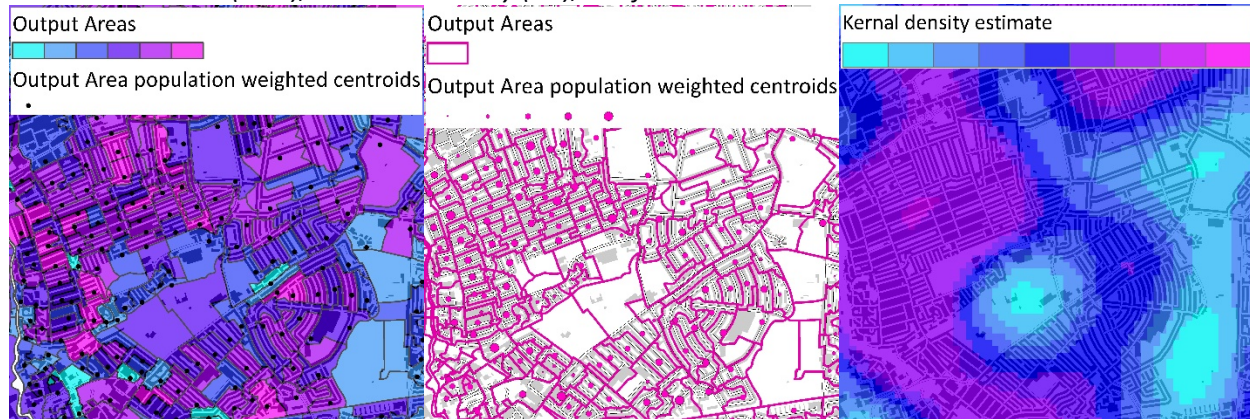 Output Areas
Output Area population weighted centroids
Output Areas
Output Area population weighted centroids
Kernal density estimate